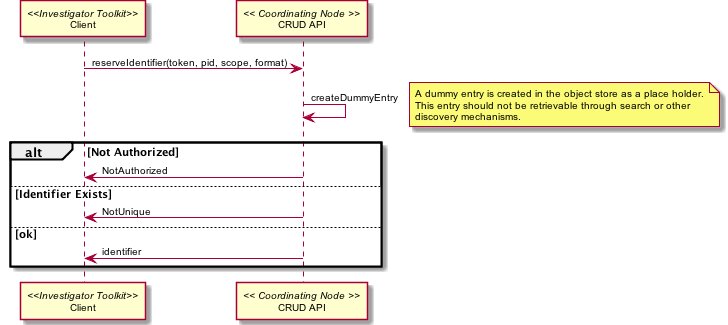 <<Investigator Toolkit>>
Client
<< Coordinating Node >>
CRUD API
reserveIdentifier(token, pid, scope, format)
createDummyEntry
A dummy entry is created in the object store as a place holder.
This entry should not be retrievable through search or other
discovery mechanisms.
alt
[Not Authorized]
NotAuthorized
[Identifier Exists]
NotUnique
[ok]
identifier
<<Investigator Toolkit>>
Client
<< Coordinating Node >>
CRUD API